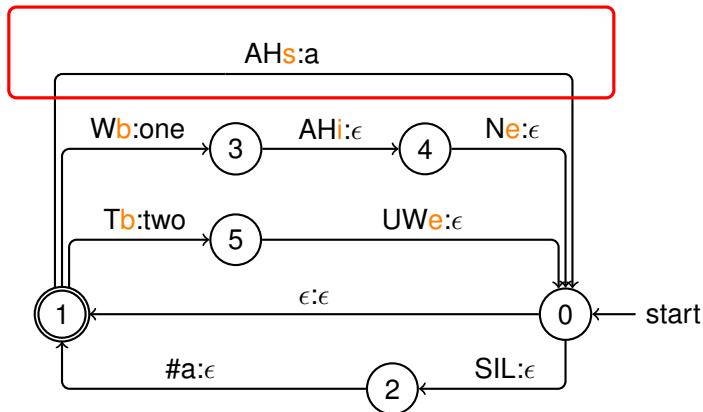 AHs:a
Wb:one 3 AHi:ϵ 4 Ne:ϵ
Tb:two 5 UWe:ϵ
1 ϵ:ϵ 0 start
#a:ϵ 2 SIL:ϵ